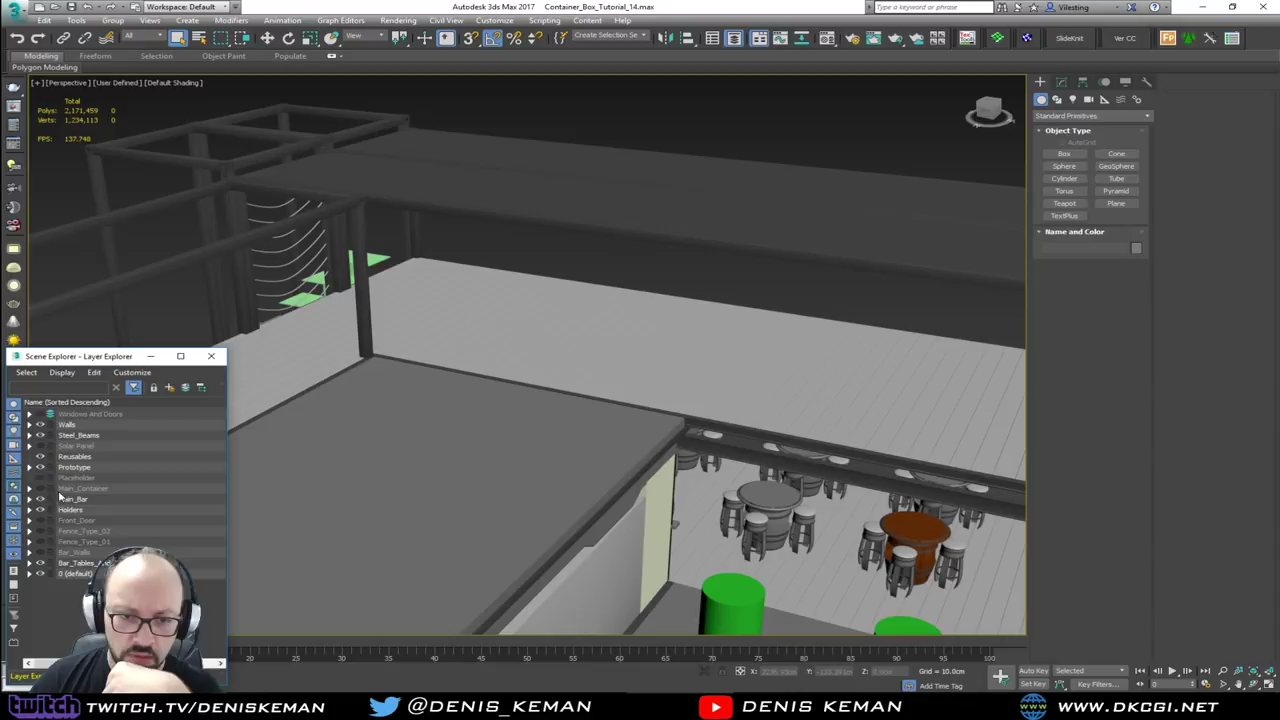 Autodesk 3ds Max 2017 Container_Box_Tutorial_14.max
Workspace: Default
Type a keyword or phrase
Vilesting
Edit Tools Group Views Create Modifiers Animation Graph Editors Rendering Civil View Customize Scripting Content Help
All
View
Create Selection Se
SlideKnit
Ver CC
Modeling Freeform Selection Object Paint Populate
Polygon Modeling
[+] [Perspective] [User Defined] [Default Shading]
Total
Polys: 2,171,459 0
Verts: 1,234,113 0
FPS: 137.748
Standard Primitives
Object Type
AutoGrid
Box Cone
Sphere GeoSphere
Cylinder Tube
Torus Pyramid
Teapot Plane
TextPlus
Name and Color
Scene Explorer - Layer Explorer
Select Display Edit Customize
Name (Sorted Descending)
Windows And Doors
Walls
Steel_Beams
Solar Panel
Reusables
Prototype
Placeholder
Main_Container
Holders
Front_Door
Fence_Type_02
Fence_Type_01
Bar_Walls
0 (default)
20 25 30 35 40 45 50 55 60 65 70 75 80 85 90 95 100
Grid = 10.0cm
Add Time Tag
Auto Key
Selected
Set Key
Key Filters...
0
twitch TWITCH.TV/DENISKEMAN @DENIS_KEMAN DENIS KEMAN WWW.DKCGI.NET